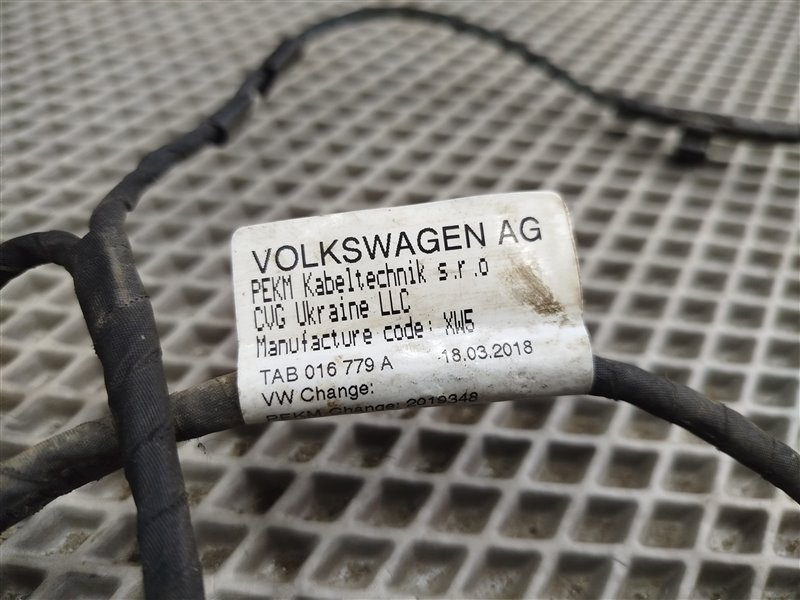 VOLKSWAGEN AG
PEKM Kabeltechnik s.r.o
CVG Ukraine LLC
Manufacture code: XW5
TAB 016 779 A 18.03.2018
VW Change:
PEKM Change: 2019348